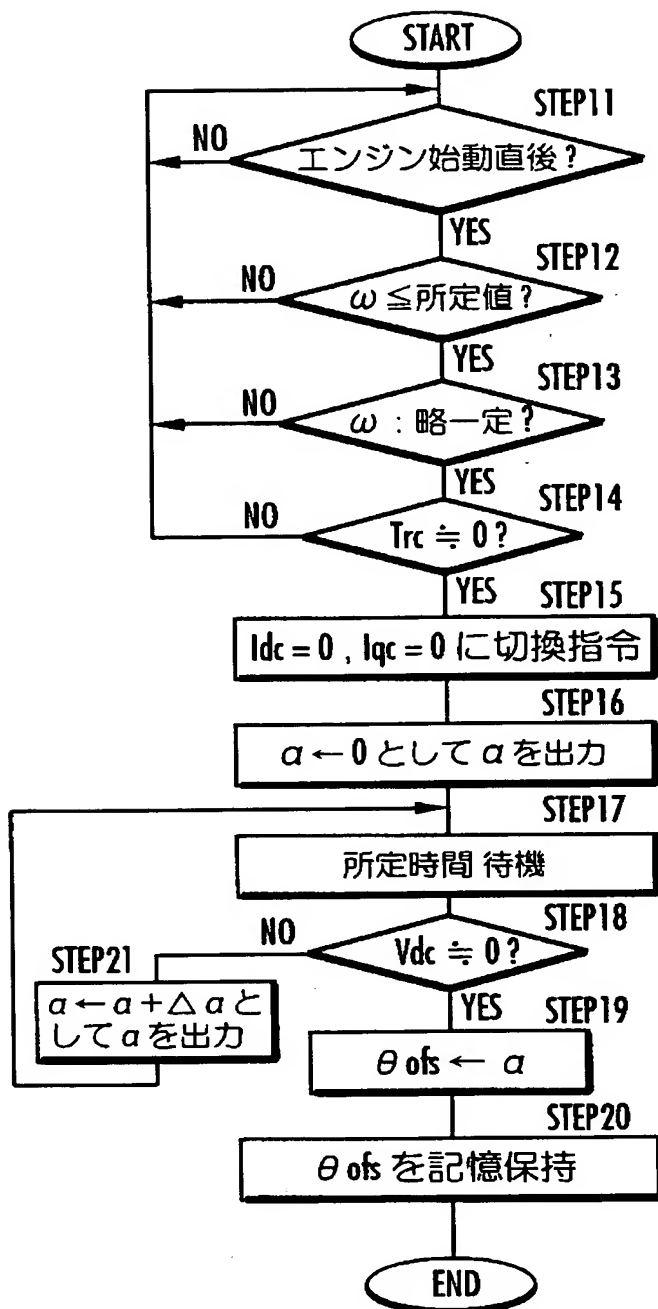 START
STEP11
エンジン始動直後?
NO
YES
STEP12
ω≦所定値?
NO
YES
STEP13
ω:略一定?
NO
YES
STEP14
Trc≒0?
NO
YES
STEP15
Idc=0,Iqc=0に切換指令
STEP16
α←0としてαを出力
STEP17
所定時間 待機
STEP18
Vdc≒0?
NO
YES
STEP21
α←α+△αと
してαを出力
STEP19
θofs←α
STEP20
θofsを記憶保持
END